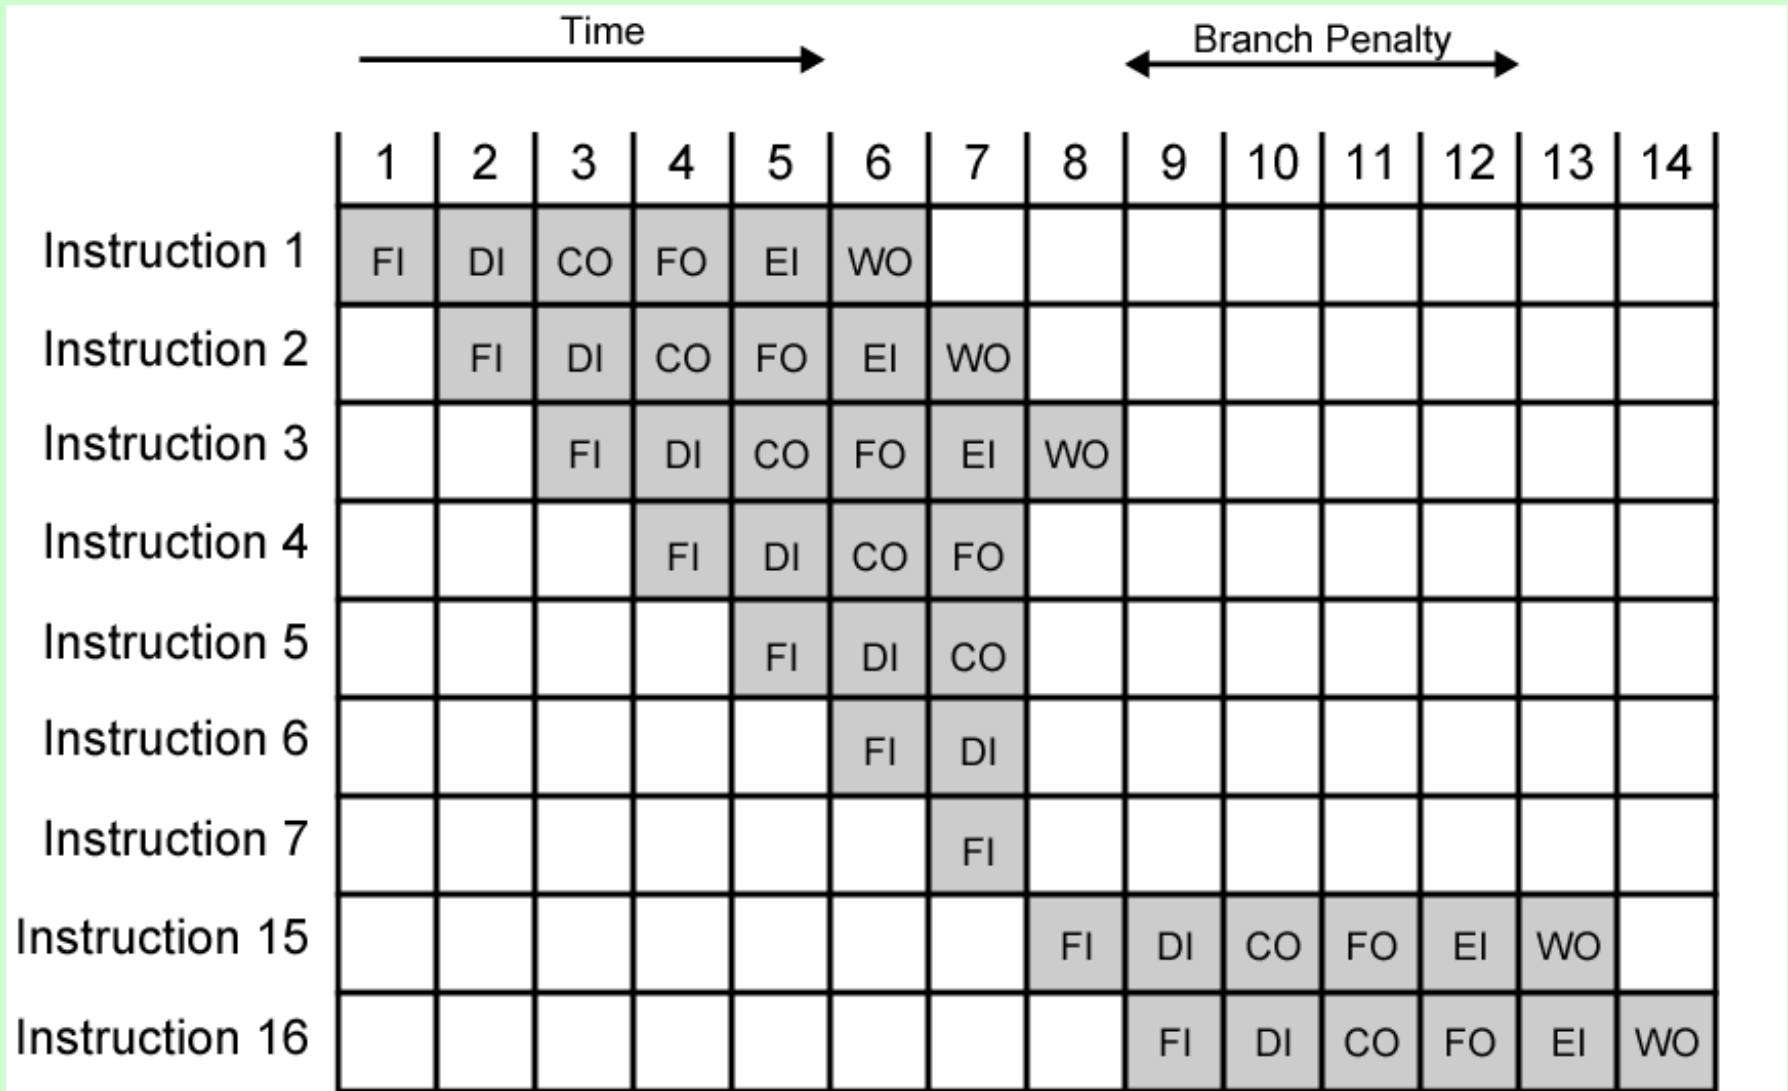 Time
Branch Penalty
1 2 3 4 5 6 7 8 9 10 11 12 13 14
Instruction 1 FI DI CO FO EI WO
Instruction 2 FI DI CO FO EI WO
Instruction 3 FI DI CO FO EI WO
Instruction 4 FI DI CO FO
Instruction 5 FI DI CO
Instruction 6 FI DI
Instruction 7 FI
Instruction 15 FI DI CO FO EI WO
Instruction 16 FI DI CO FO EI WO